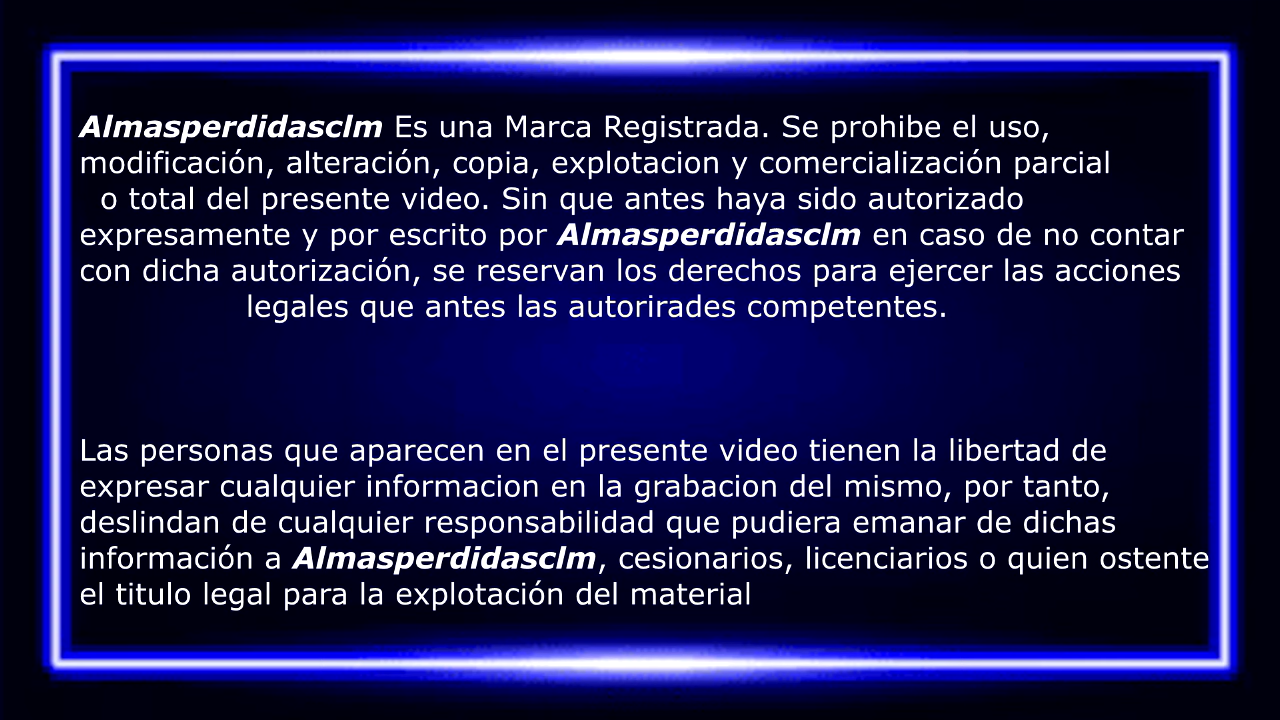 Almasperdidasclm Es una Marca Registrada. Se prohibe el uso,
modificación, alteración, copia, explotacion y comercialización parcial
o total del presente video. Sin que antes haya sido autorizado
expresamente y por escrito por Almasperdidasclm en caso de no contar
con dicha autorización, se reservan los derechos para ejercer las acciones
legales que antes las autorirades competentes.
Las personas que aparecen en el presente video tienen la libertad de
expresar cualquier informacion en la grabacion del mismo, por tanto,
deslindan de cualquier responsabilidad que pudiera emanar de dichas
información a Almasperdidasclm, cesionarios, licenciarios o quien ostente
el titulo legal para la explotación del material